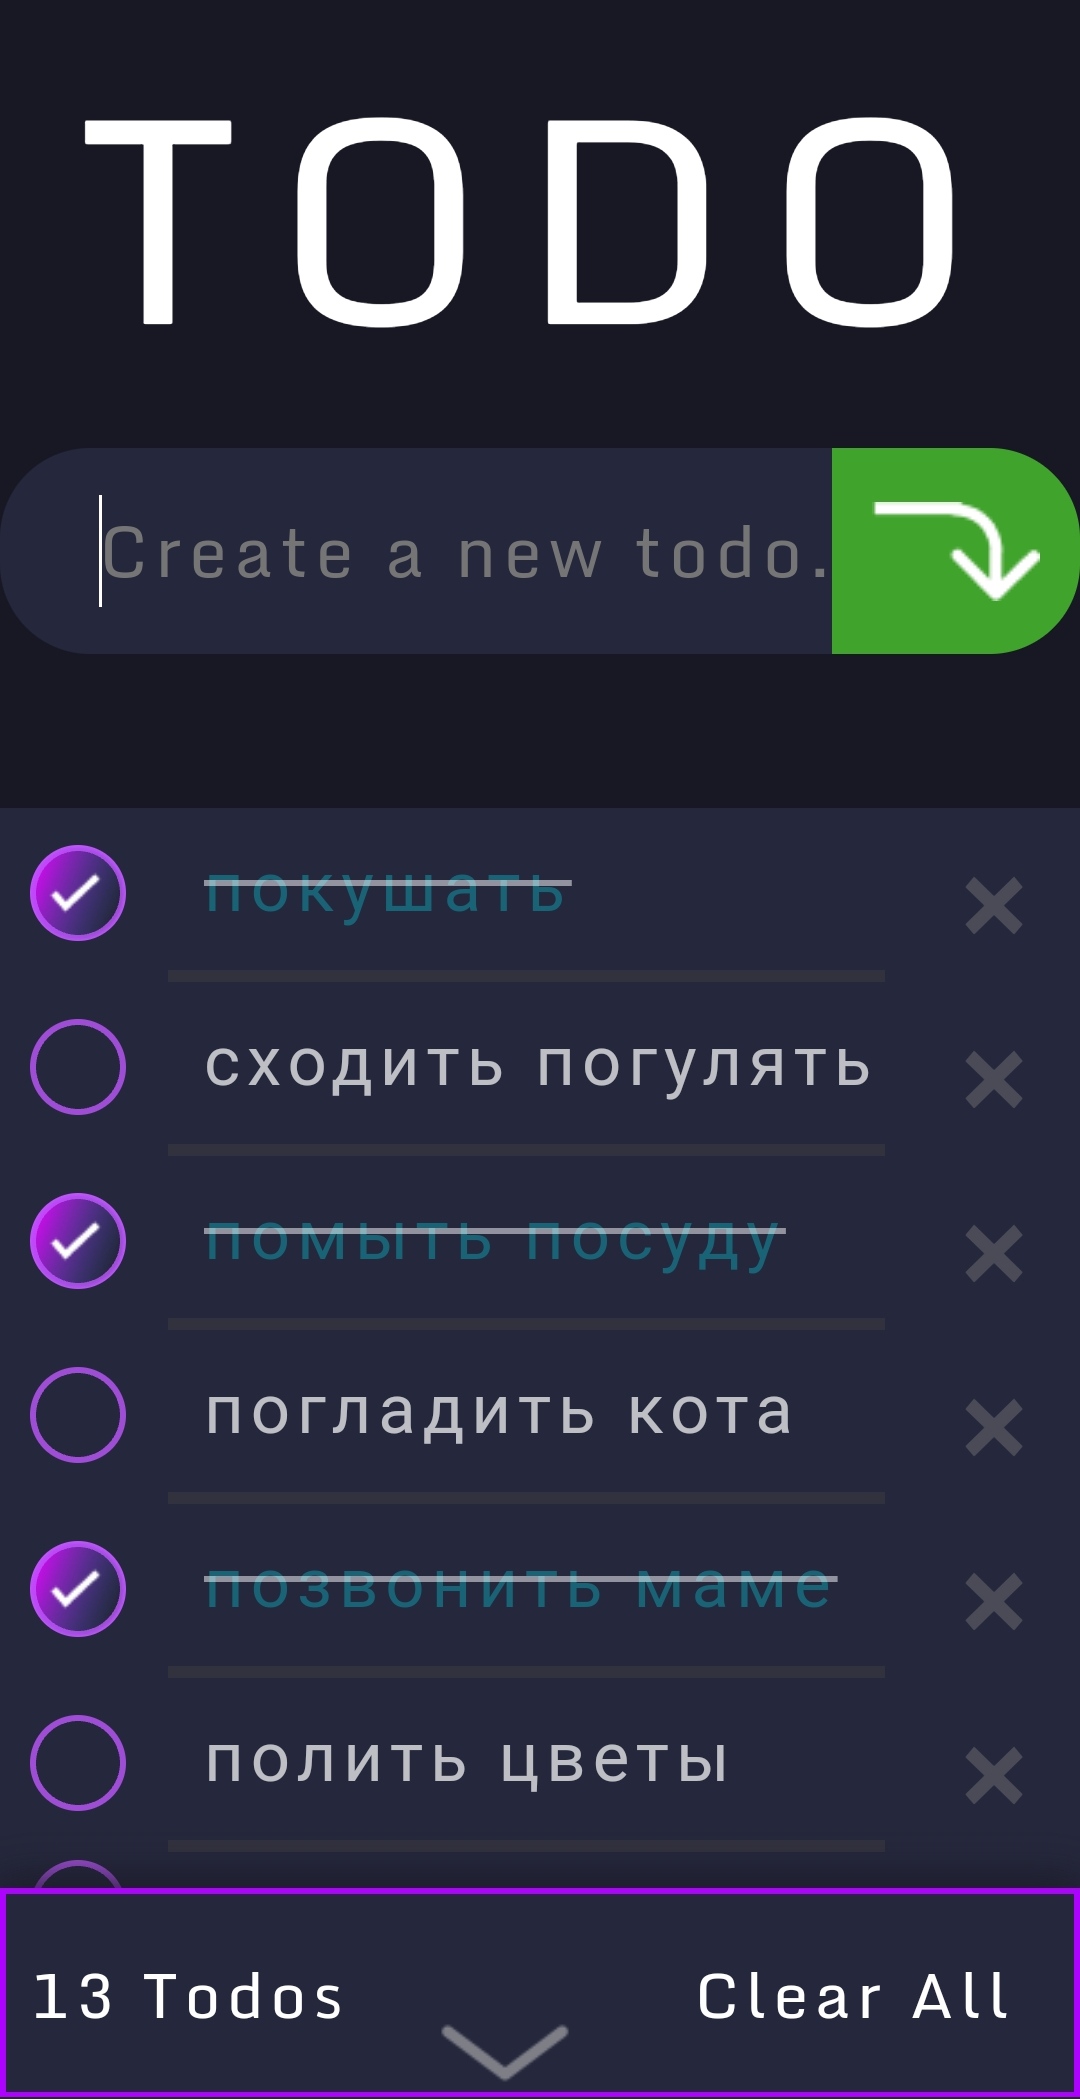 TODO
Create a new todo.
покушать
сходить погулять
помыть посуду
погладить кота
позвонить маме
полить цветы
13 Todos
Clear All